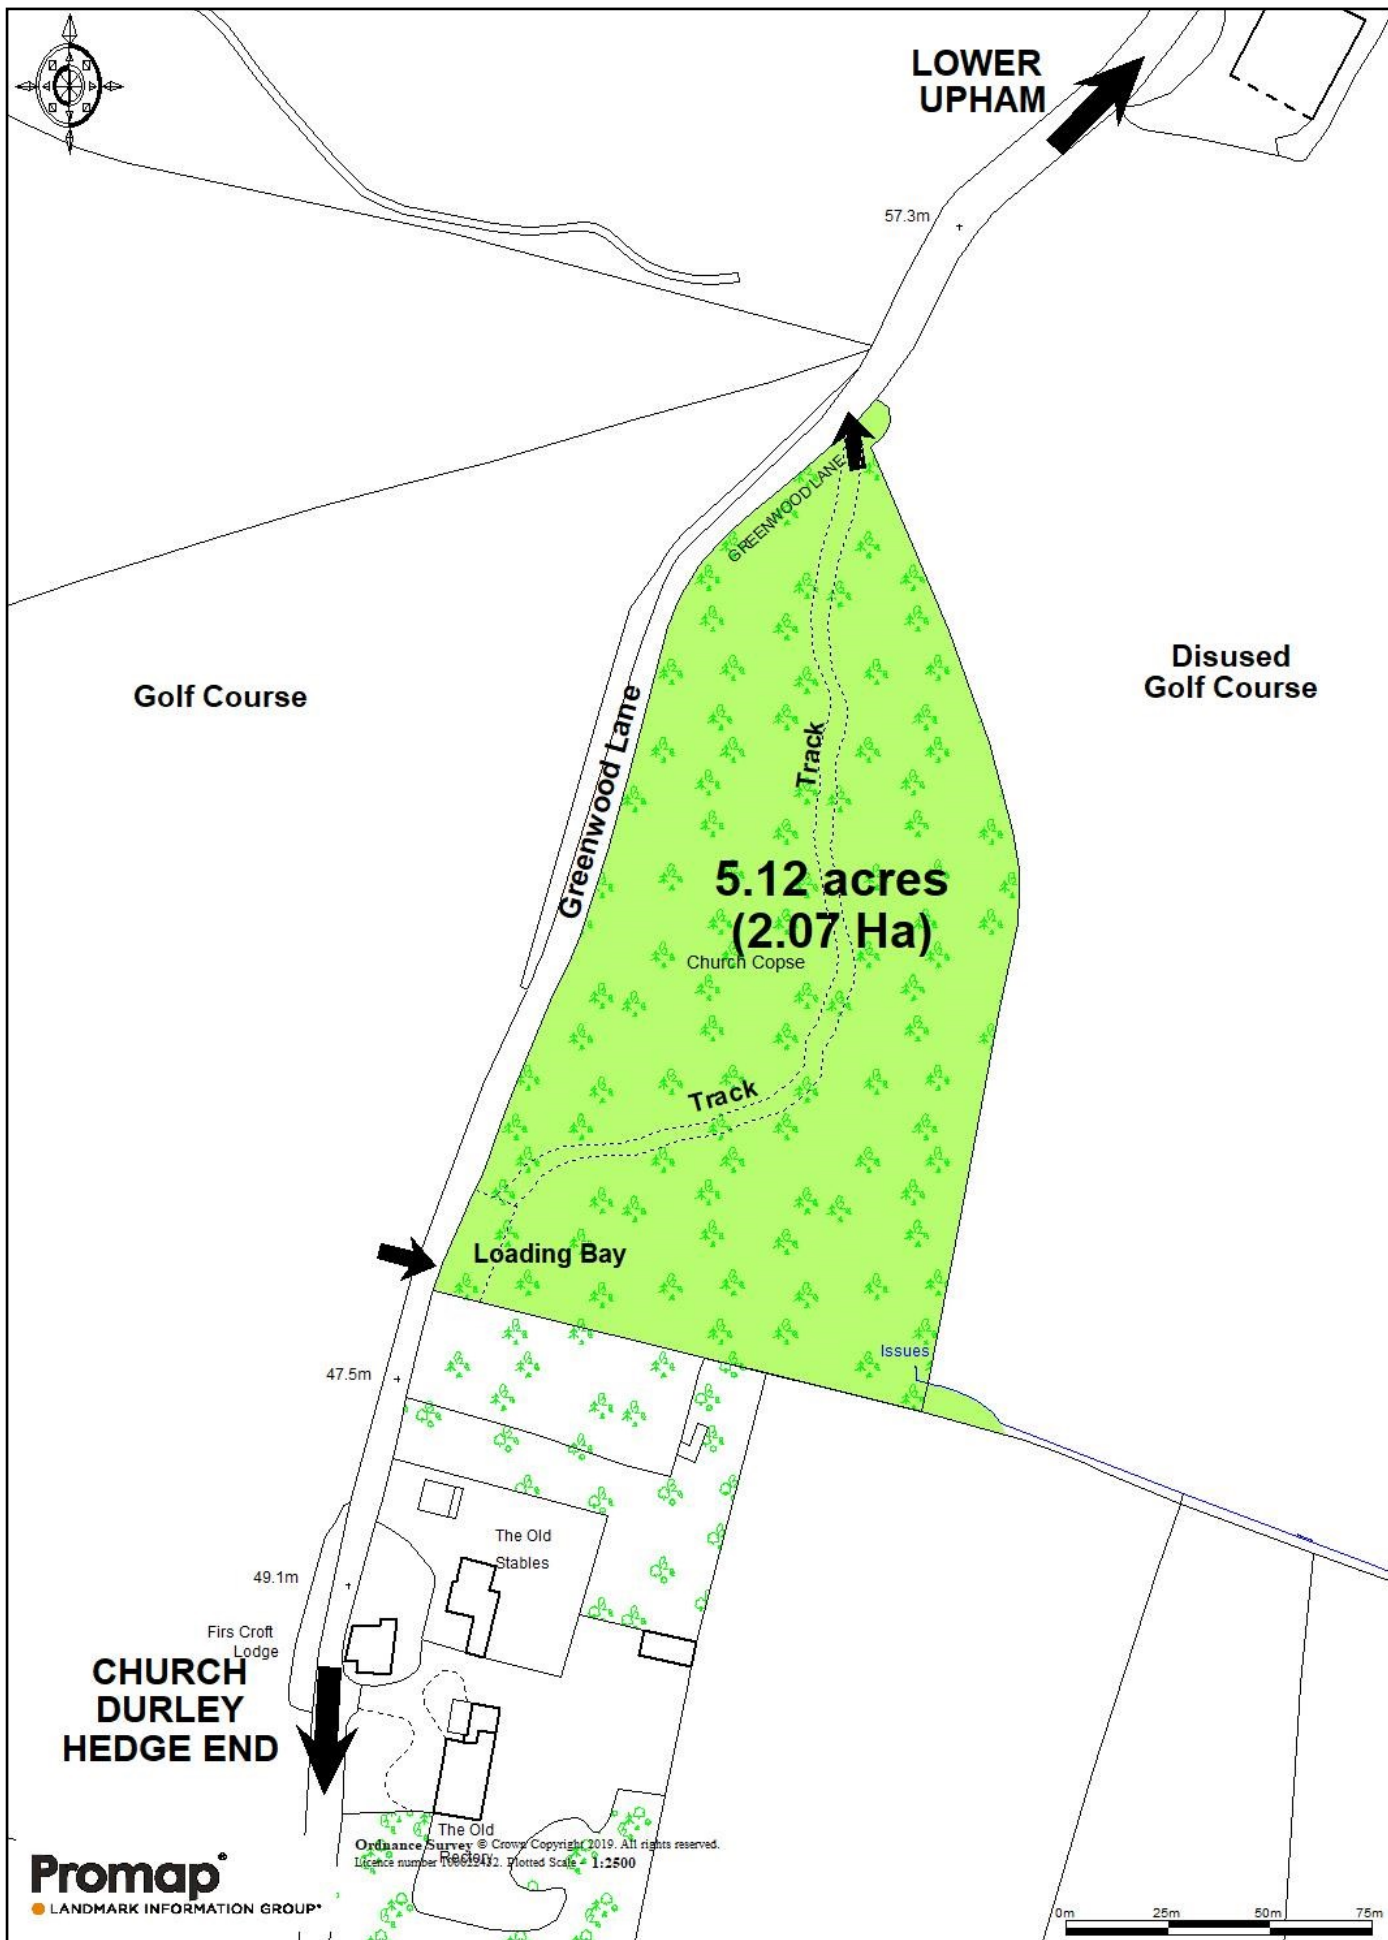 LOWER
UPHAM
57.3m
GREENWOOD LANE
Golf Course
Disused
Golf Course
Greenwood Lane
Track
5.12 acres
(2.07 Ha)
Church Copse
Track
Loading Bay
Issues
47.5m
The Old
Stables
49.1m
Firs Croft
Lodge
CHURCH
DURLEY
HEDGE END
The Old
Rectory
Ordnance Survey © Crown Copyright 2019. All rights reserved.
Licence number 100022432. Plotted Scale - 1:2500
Promap®
LANDMARK INFORMATION GROUP®
0m 25m 50m 75m